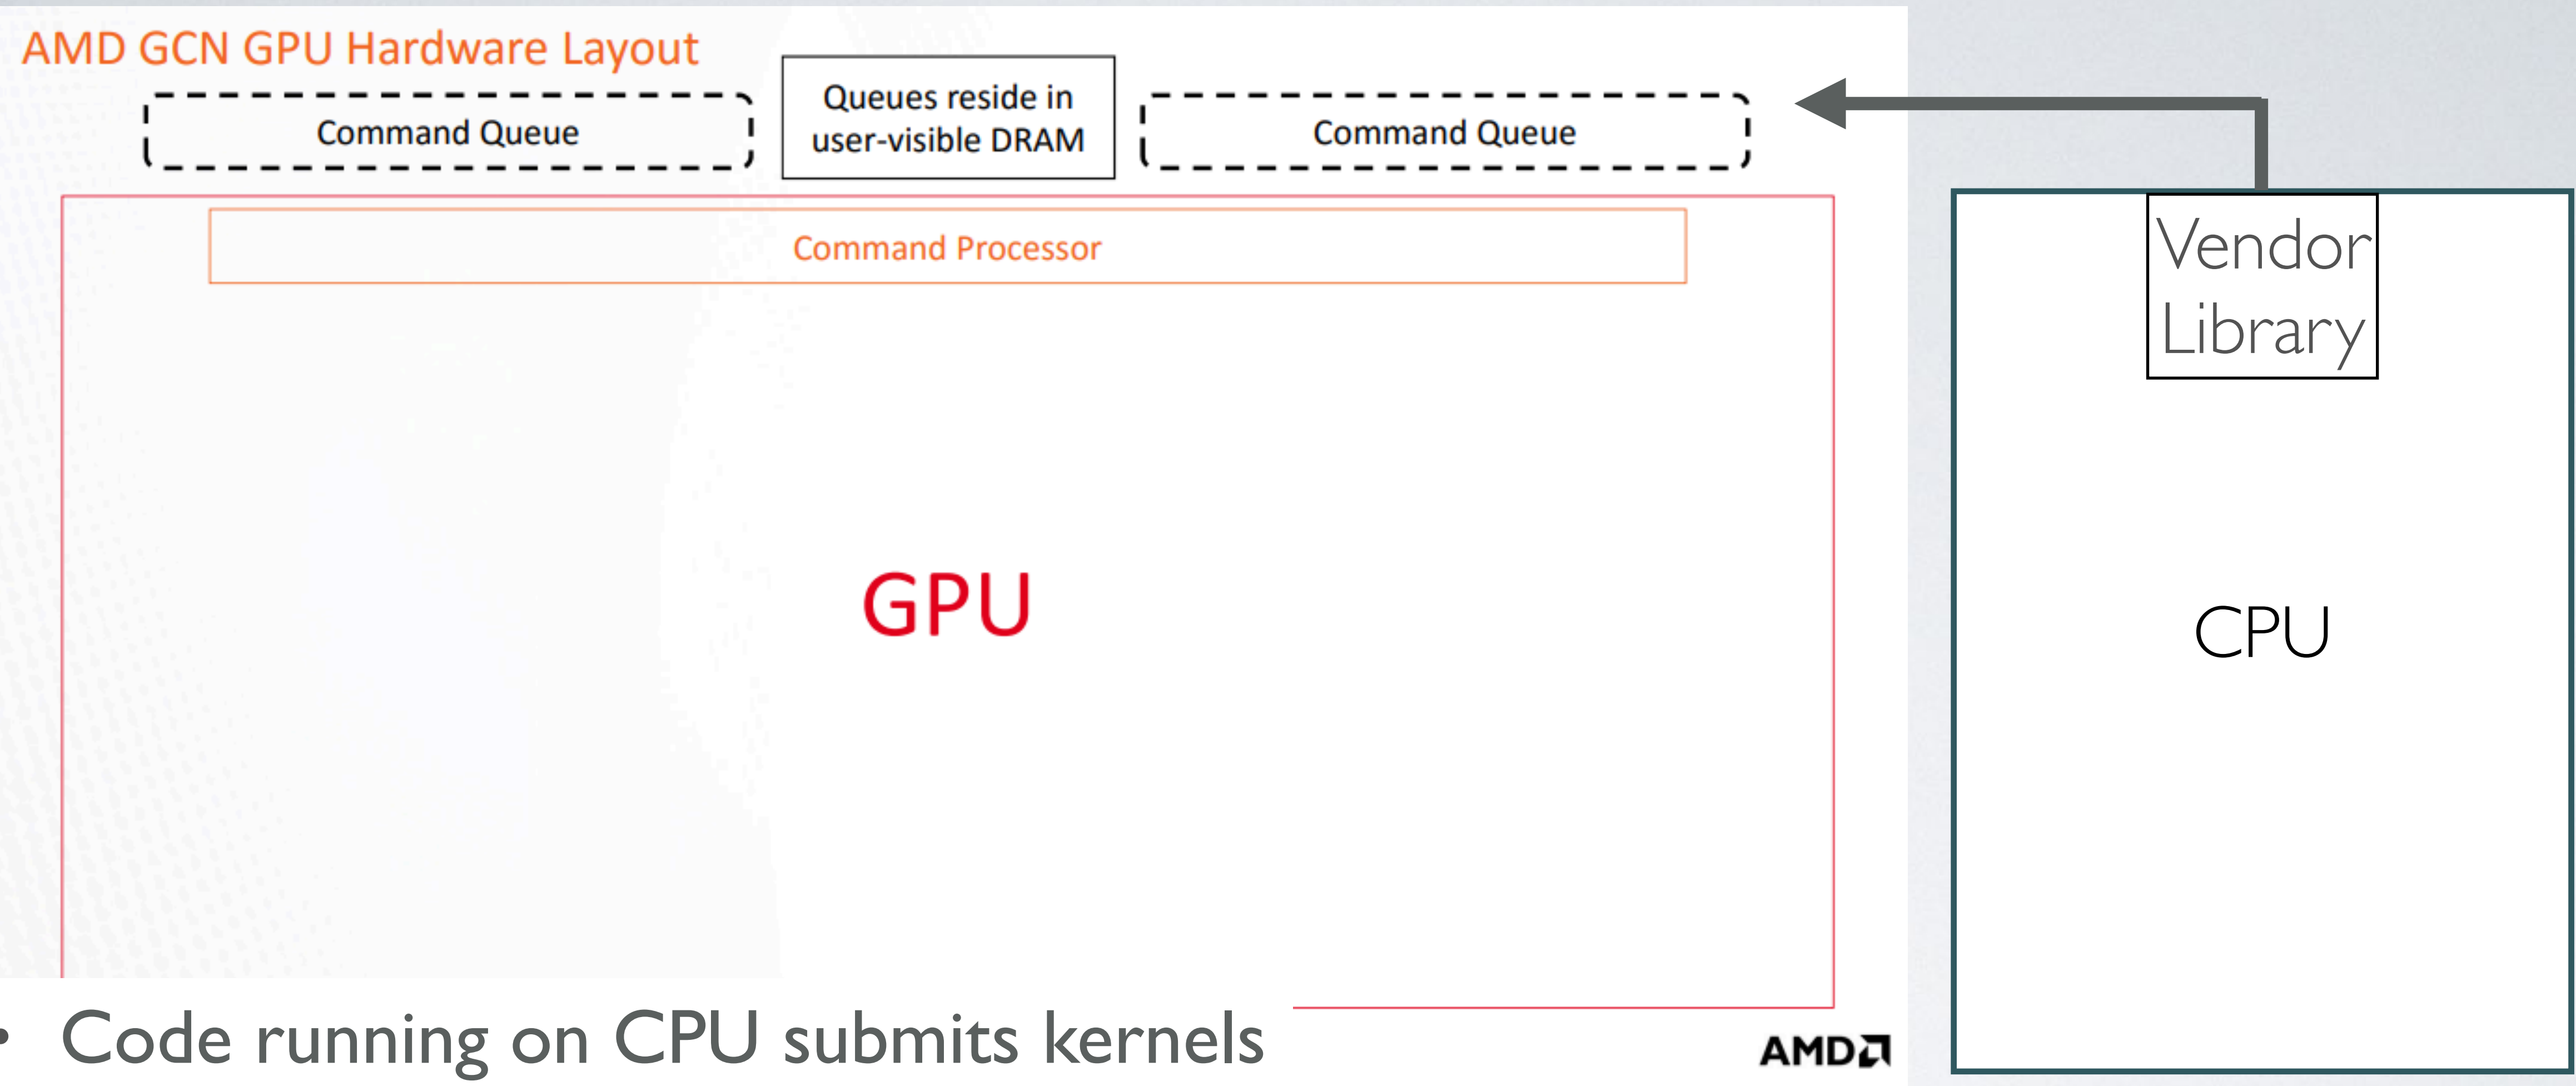 AMD GCN GPU Hardware Layout
Command Queue
Queues reside in
user-visible DRAM
Command Queue
Command Processor
GPU
Vendor
Library
CPU
• Code running on CPU submits kernels
AMD